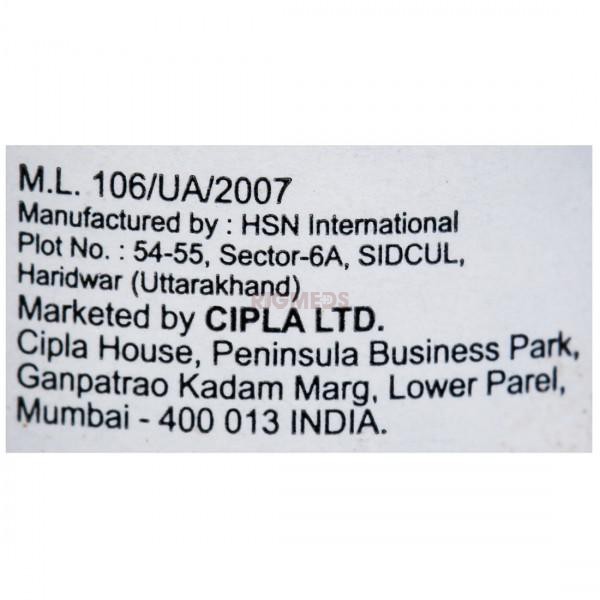 M.L. 106/UA/2007
Manufactured by : HSN International
Plot No. : 54-55, Sector-6A, SIDCUL,
Haridwar (Uttarakhand)
RIGMEDS
Marketed by CIPLA LTD.
Cipla House, Peninsula Business Park,
Ganpatrao Kadam Marg, Lower Parel,
Mumbai - 400 013 INDIA.